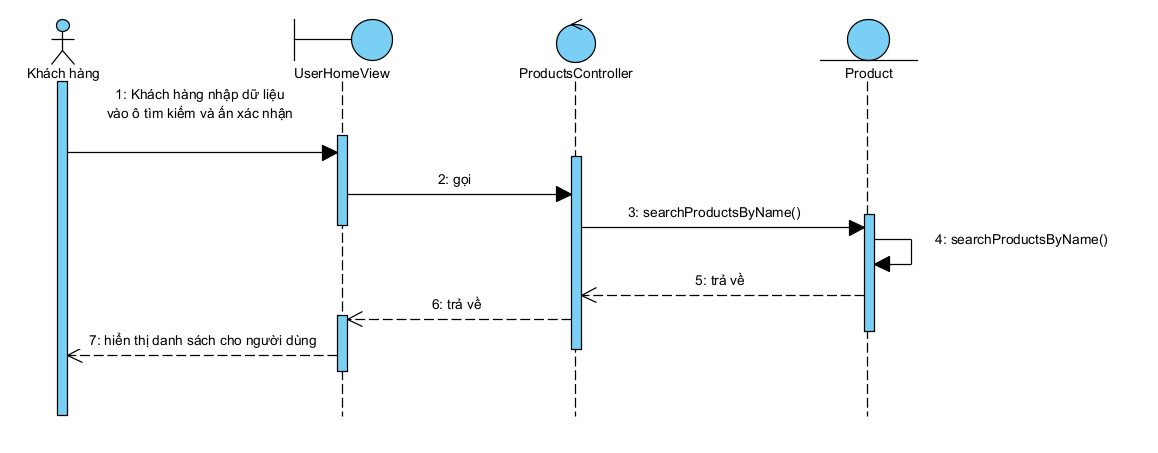 Khách hàng
UserHomeView
ProductsController
Product
1: Khách hàng nhập dữ liệu
vào ô tìm kiếm và ấn xác nhận
2: gọi
3: searchProductsByName()
4: searchProductsByName()
5: trả về
6: trả về
7: hiển thị danh sách cho người dùng